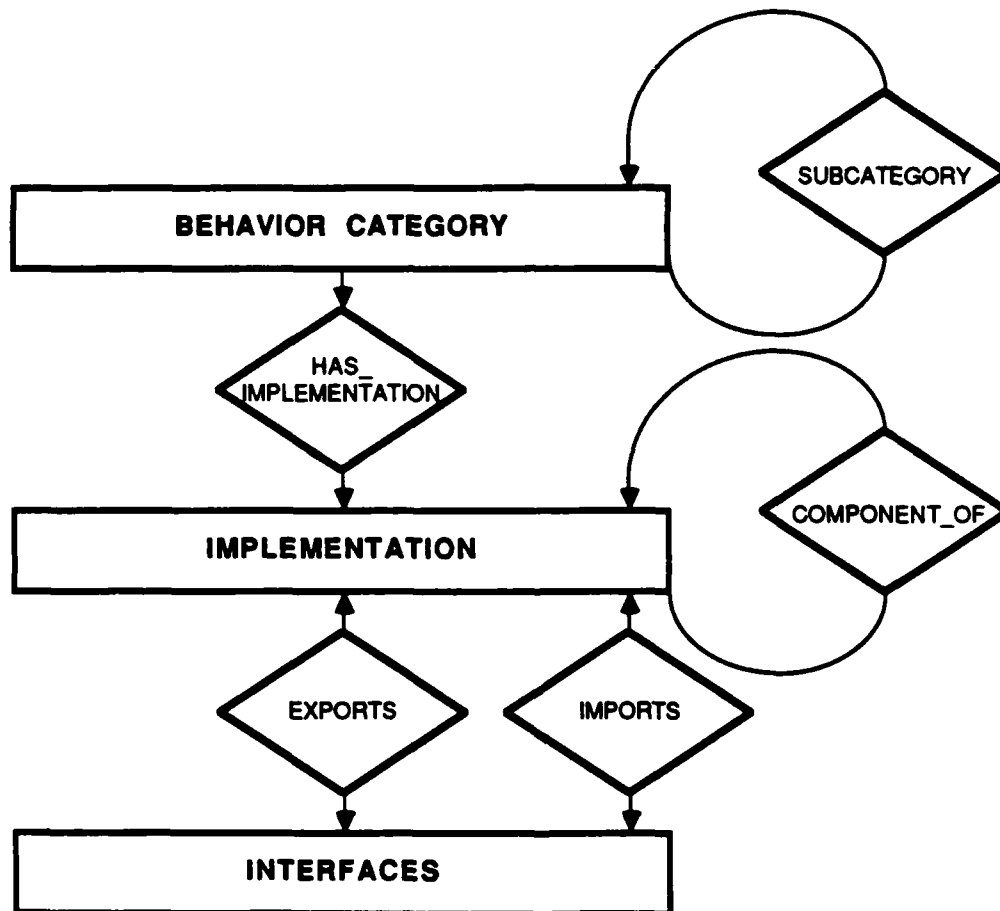 SUBCATEGORY
BEHAVIOR CATEGORY
HAS_
IMPLEMENTATION
COMPONENT_OF
IMPLEMENTATION
EXPORTS
IMPORTS
INTERFACES